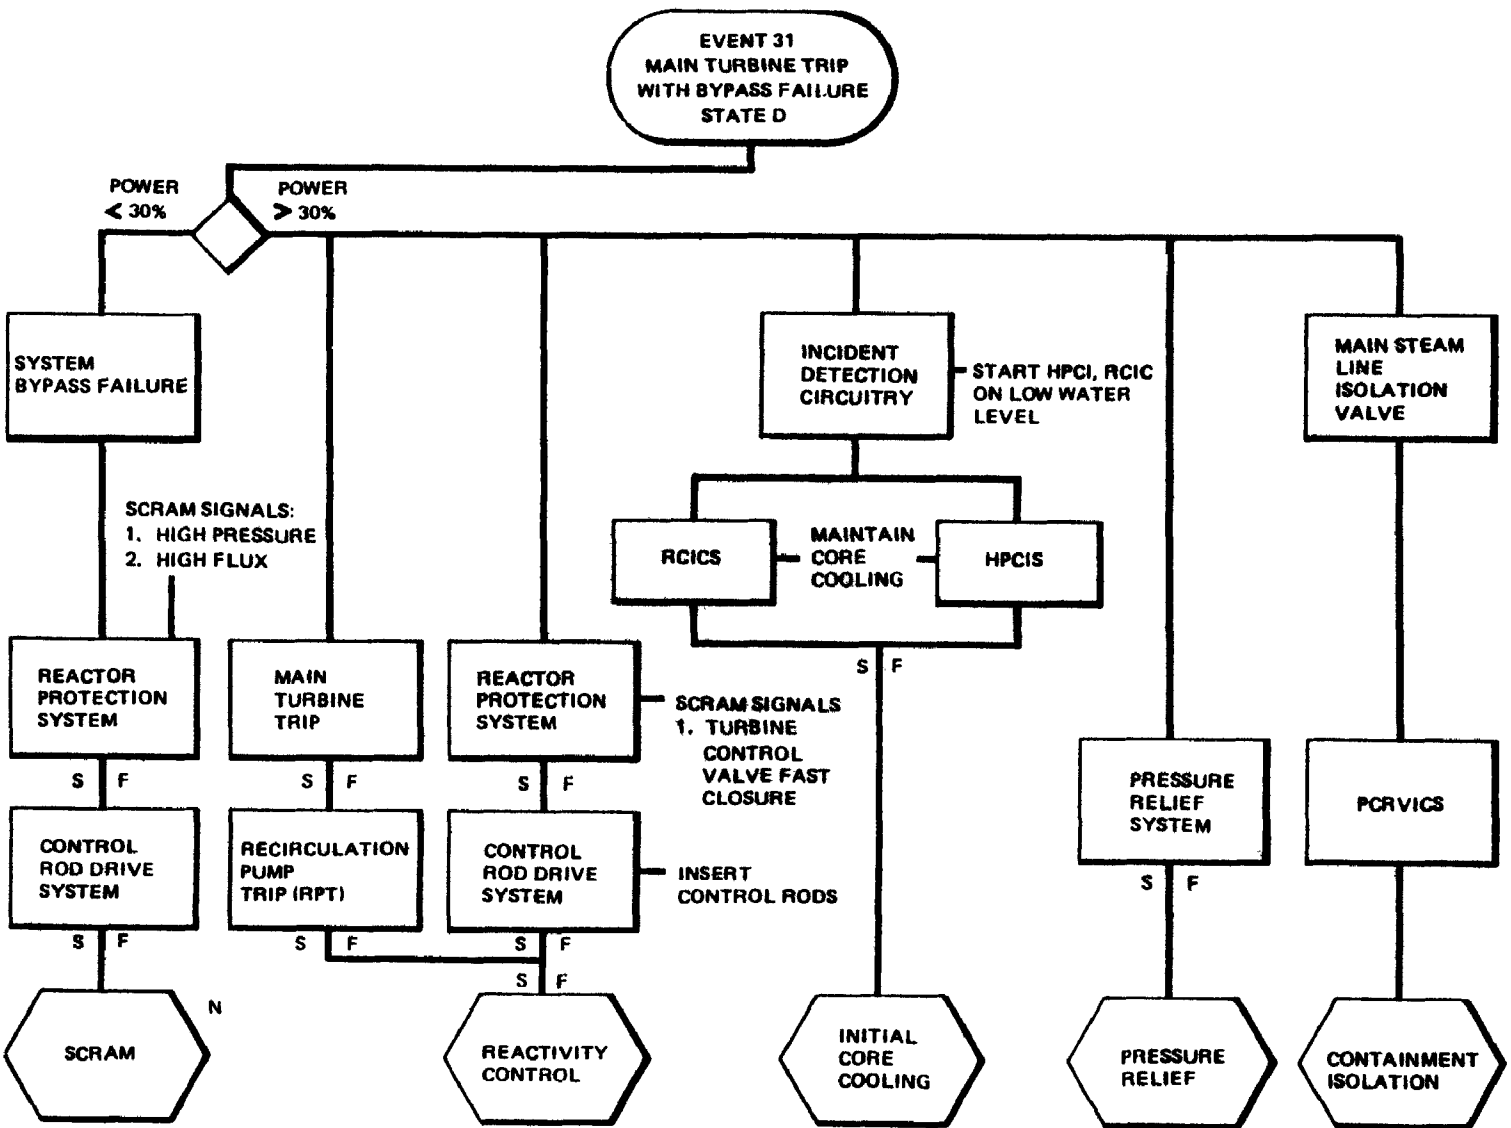 EVENT 31
MAIN TURBINE TRIP
WITH BYPASS FAILURE
STATE D
POWER
< 30%
POWER
> 30%
SYSTEM
BYPASS FAILURE
INCIDENT
DETECTION
CIRCUITRY
START HPCI, RCIC
ON LOW WATER
LEVEL
MAIN STEAM
LINE
ISOLATION
VALVE
SCRAM SIGNALS:
1. HIGH PRESSURE
2. HIGH FLUX
RCICS
MAINTAIN
CORE
COOLING
HPCIS
REACTOR
PROTECTION
SYSTEM
MAIN
TURBINE
TRIP
REACTOR
PROTECTION
SYSTEM
SCRAM SIGNALS
1. TURBINE
CONTROL
VALVE FAST
CLOSURE
S F
S F
S F
S F
PRESSURE
RELIEF
SYSTEM
PCRVICS
CONTROL
ROD DRIVE
SYSTEM
RECIRCULATION
PUMP
TRIP (RPT)
CONTROL
ROD DRIVE
SYSTEM
INSERT
CONTROL RODS
S F
S F
S F
S F
S F
SCRAM
N
REACTIVITY
CONTROL
INITIAL
CORE
COOLING
PRESSURE
RELIEF
CONTAINMENT
ISOLATION